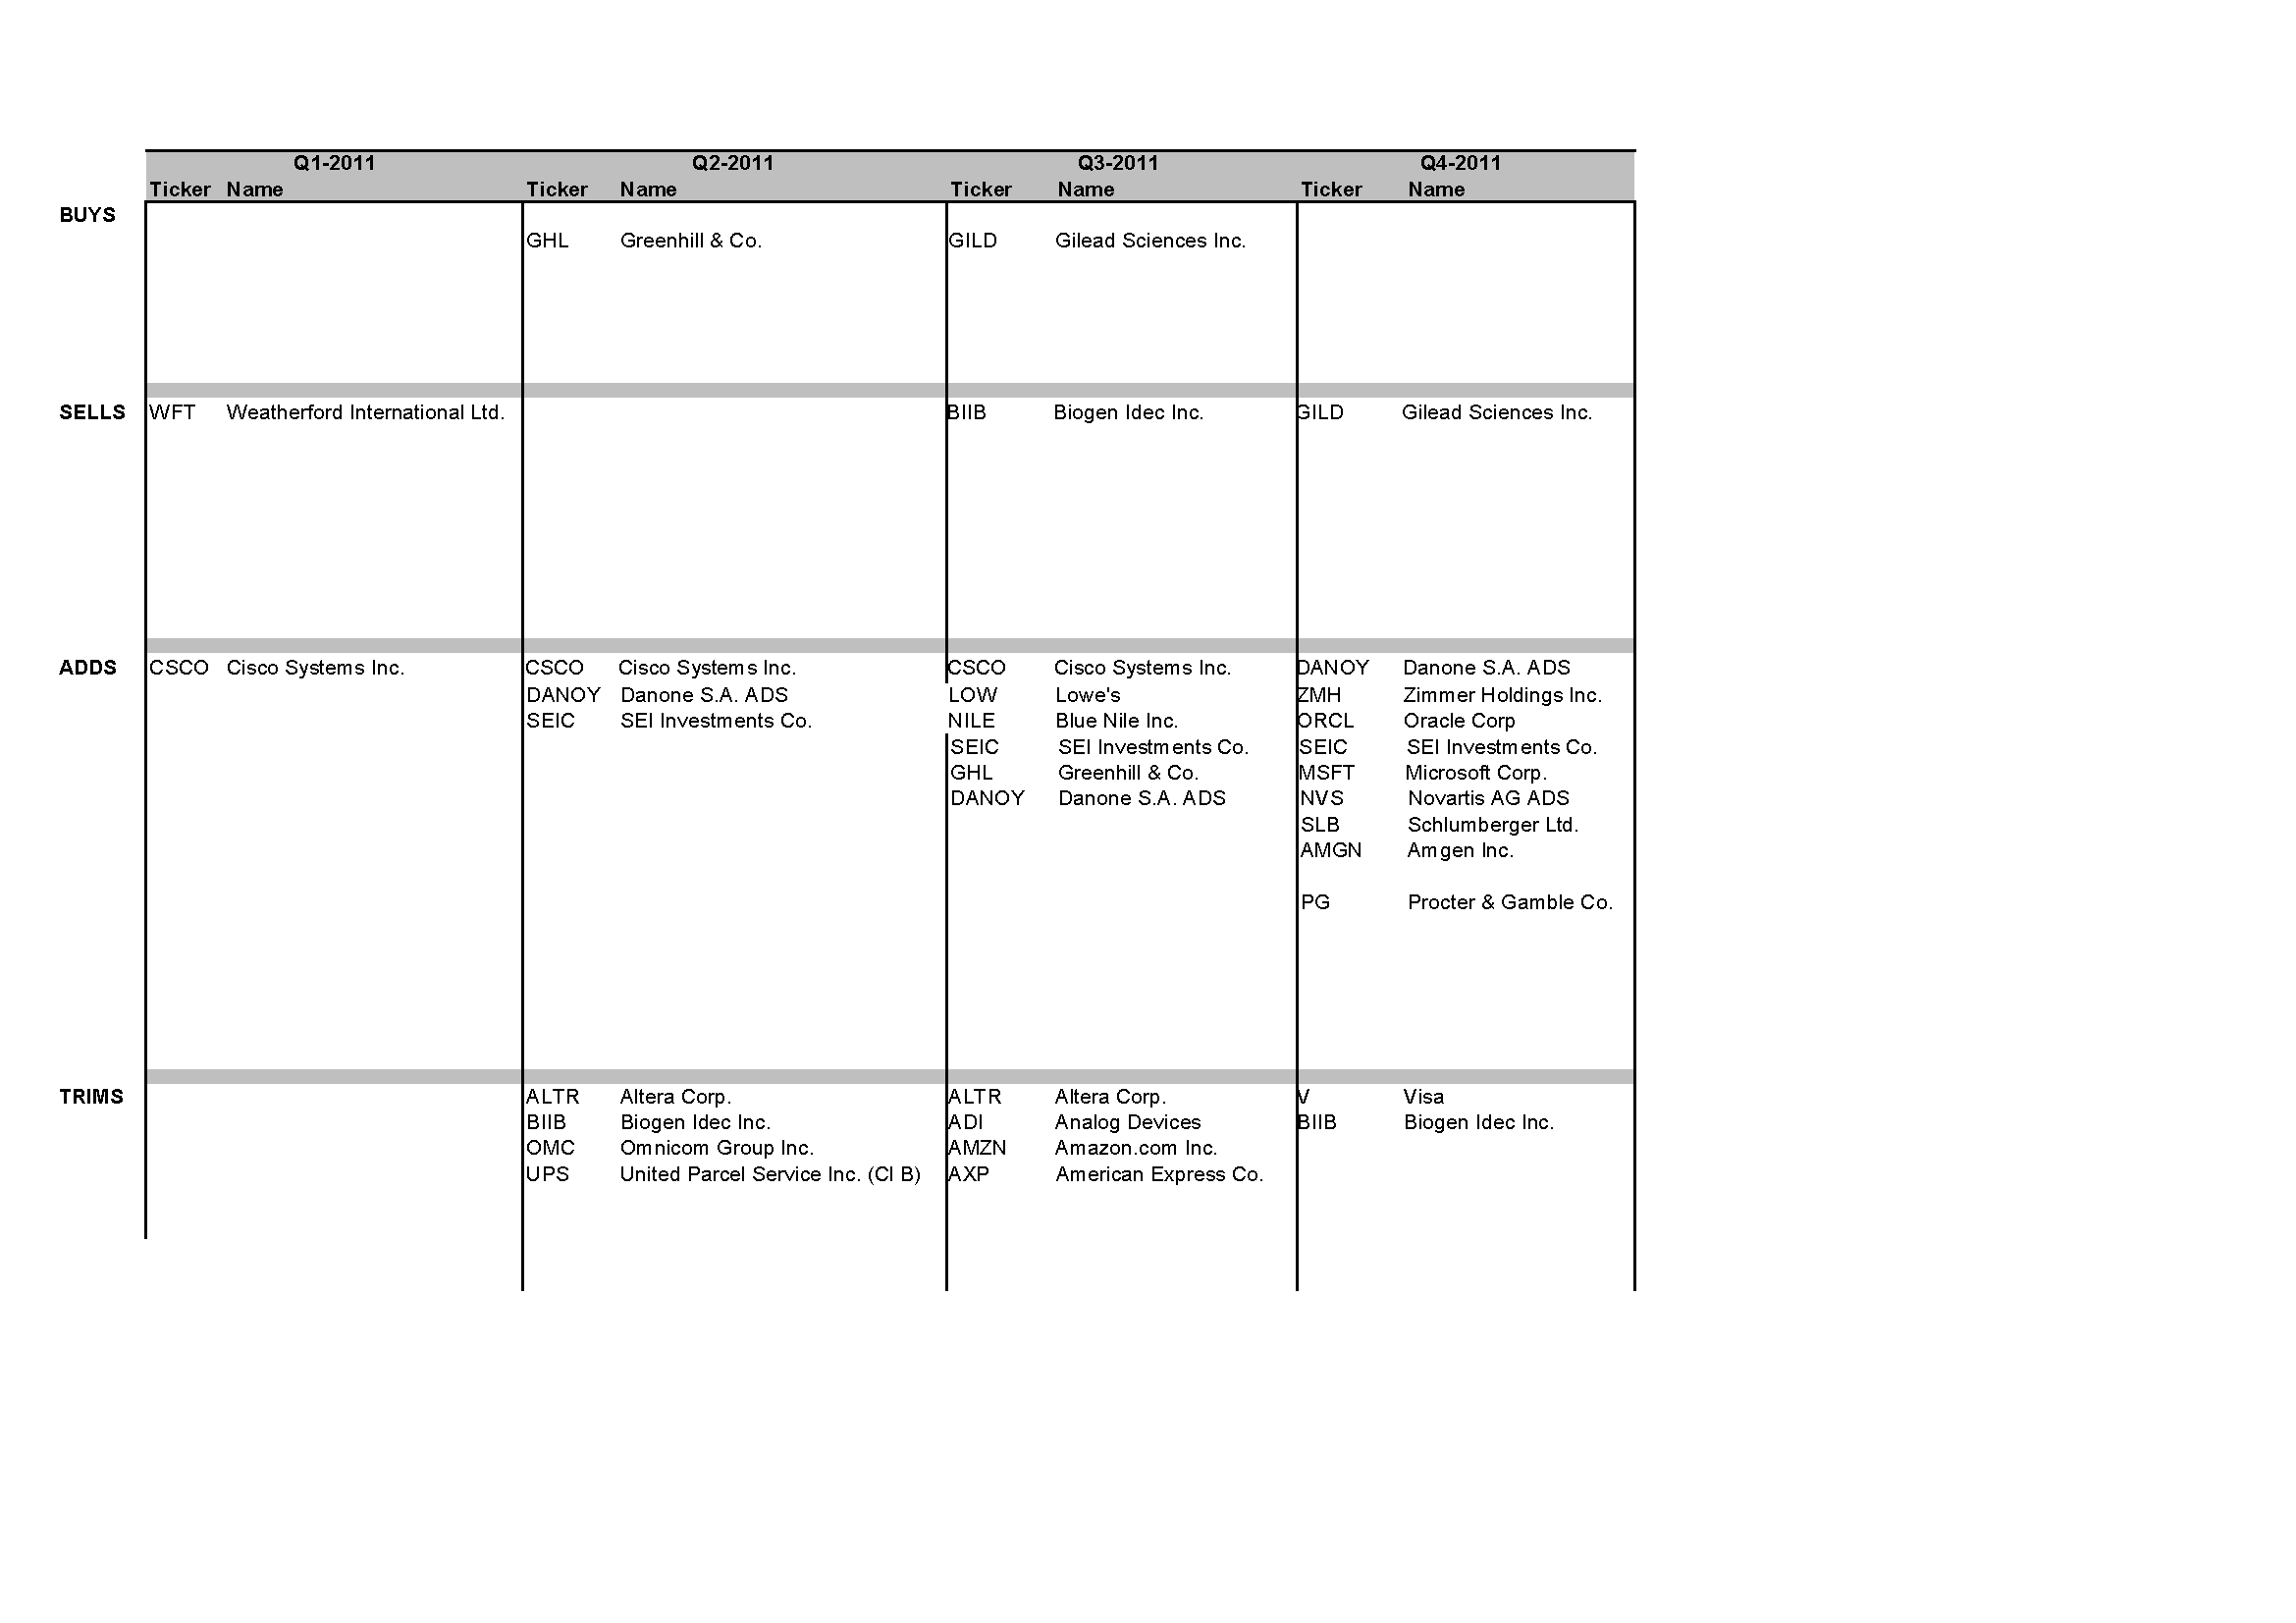 Q1-2011 Q2-2011 Q3-2011 Q4-2011
Ticker Name Ticker Name Ticker Name Ticker Name
BUYS
GHL Greenhill & Co. GILD Gilead Sciences Inc.
SELLS WFT Weatherford International Ltd. BIIB Biogen Idec Inc. GILD Gilead Sciences Inc.
ADDS CSCO Cisco Systems Inc. CSCO Cisco Systems Inc. CSCO Cisco Systems Inc. DANOY Danone S.A. ADS
DANOY Danone S.A. ADS LOW Lowe's ZMH Zimmer Holdings Inc.
SEIC SEI Investments Co. NILE Blue Nile Inc. ORCL Oracle Corp
SEIC SEI Investments Co. SEIC SEI Investments Co.
GHL Greenhill & Co. MSFT Microsoft Corp.
DANOY Danone S.A. ADS NVS Novartis AG ADS
SLB Schlumberger Ltd.
AMGN Amgen Inc.
PG Procter & Gamble Co.
TRIMS ALTR Altera Corp. ALTR Altera Corp. V Visa
BIIB Biogen Idec Inc. ADI Analog Devices BIIB Biogen Idec Inc.
OMC Omnicom Group Inc. AMZN Amazon.com Inc.
UPS United Parcel Service Inc. (Cl B) AXP American Express Co.